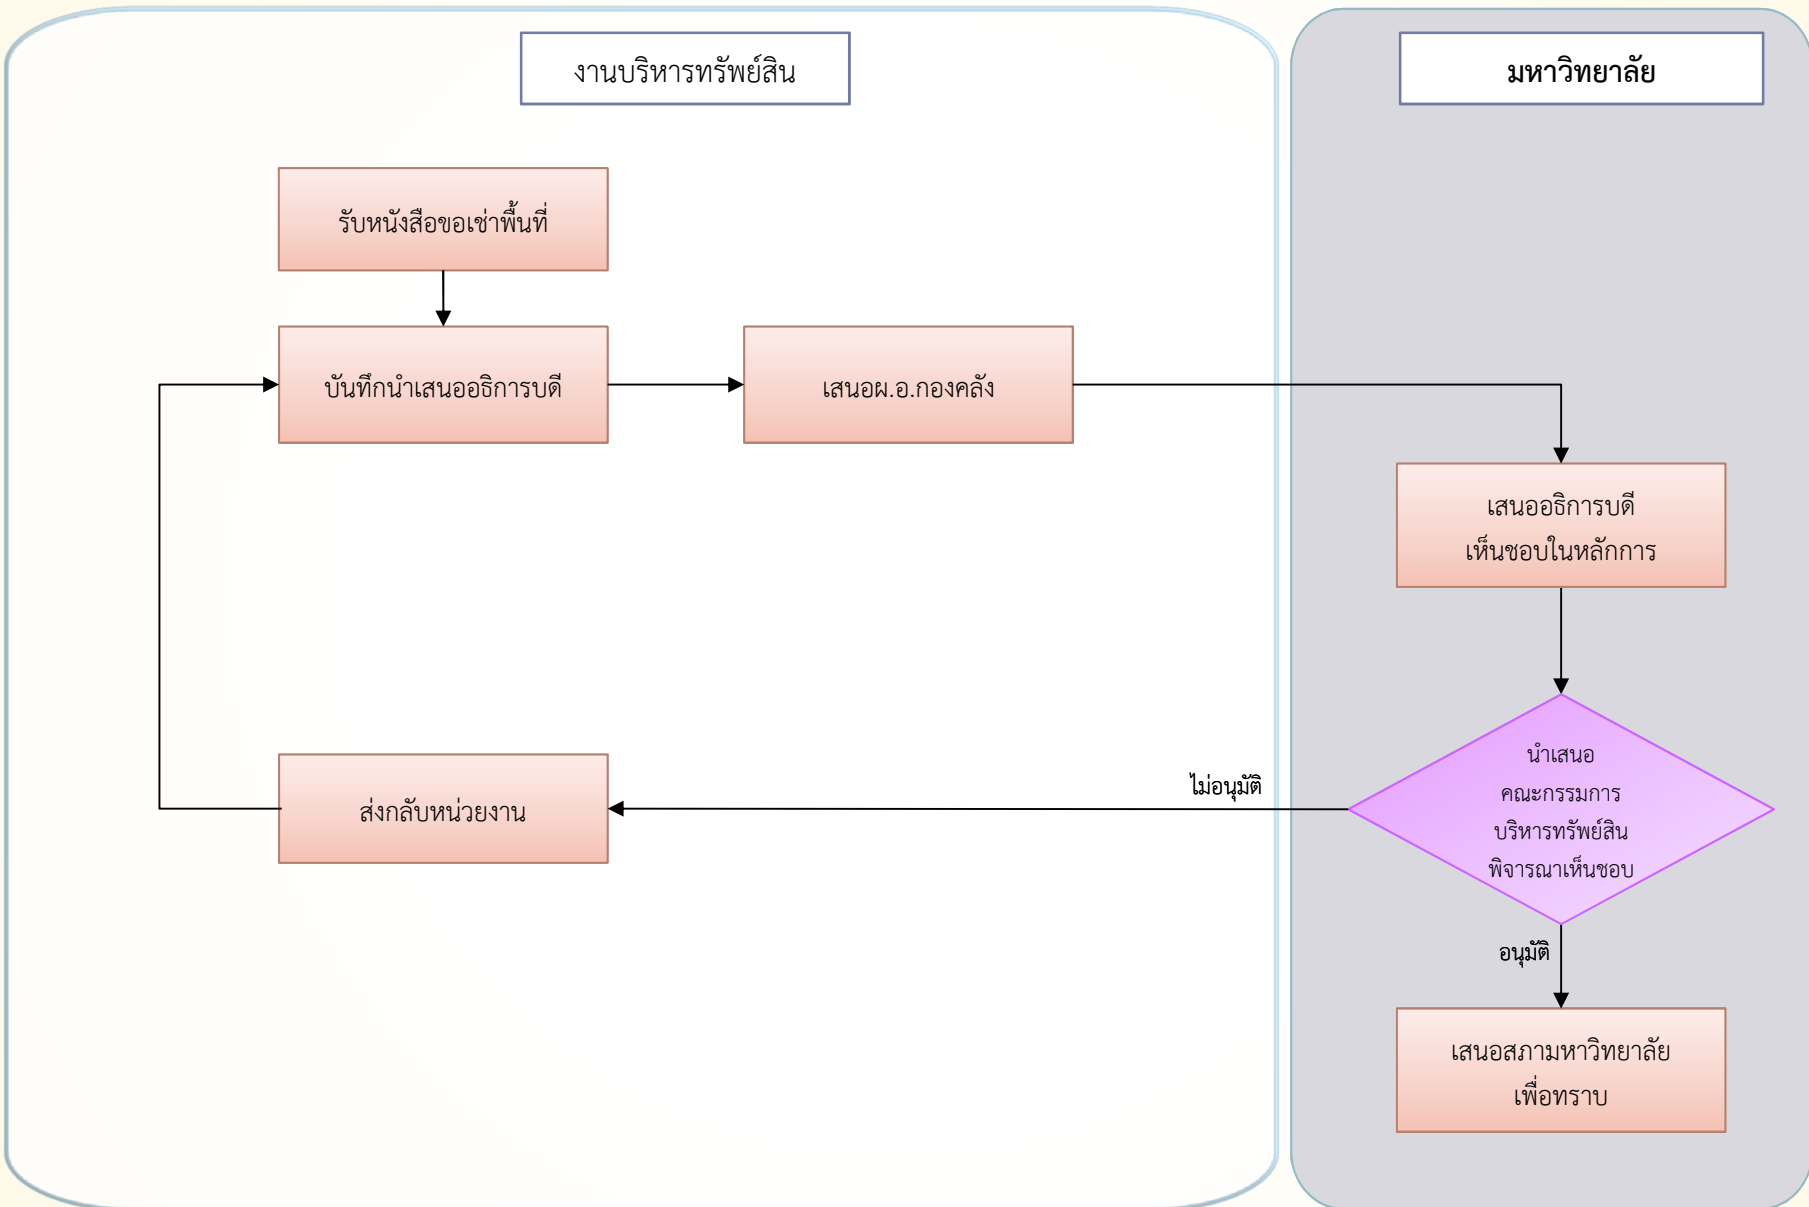 งานบริหารทรัพย์สิน
มหาวิทยาลัย
รับหนังสือขอเช่าพื้นที่
บันทึกนำเสนออธิการบดี
เสนอผ.อ.กองคลัง
เสนออธิการบดี
เห็นชอบในหลักการ
นำเสนอ
คณะกรรมการ
บริหารทรัพย์สิน
พิจารณาเห็นชอบ
ไม่อนุมัติ
ส่งกลับหน่วยงาน
อนุมัติ
เสนอสภามหาวิทยาลัย
เพื่อทราบ